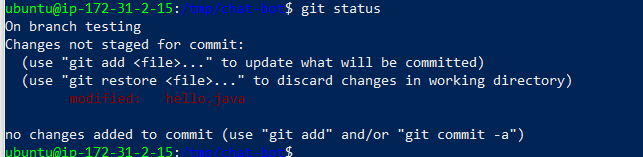 ubuntu@ip-172-31-2-15:/tmp/chat_bot$ git status
On branch testing
Changes not staged for commit:
  (use "git add <file>..." to update what will be committed)
  (use "git restore <file>..." to discard changes in working directory)
        modified:   hello.java
no changes added to commit (use "git add" and/or "git commit -a")
ubuntu@ip-172-31-2-15:/tmp/chat_bot$